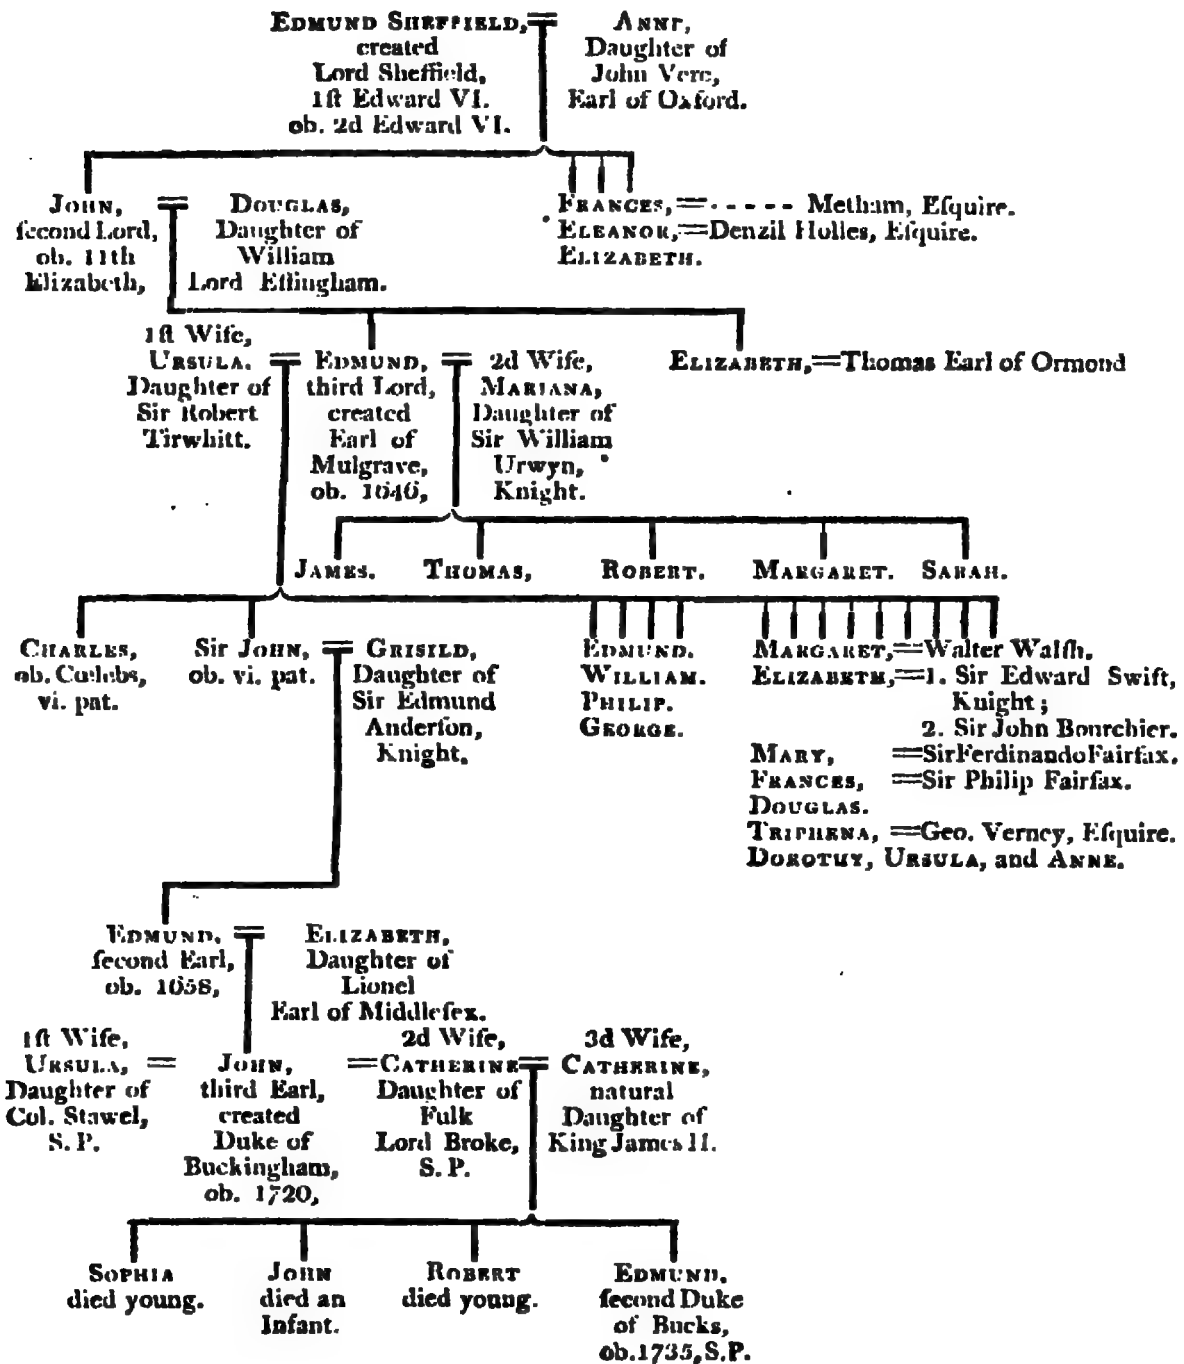 EDMUND SHEFFIELD,
created
Lord Sheffield,
1ſt Edward VI.
ob. 2d Edward VI.
ANNE,
Daughter of
John Vere,
Earl of Oxford.
JOHN,
ſecond Lord,
ob. 11th
Elizabeth,
DOUGLAS,
Daughter of
William
Lord Effingham.
FRANCES, = - - - - - Metham, Eſquire.
ELEANOR, = Denzil Holles, Eſquire.
ELIZABETH.
1ſt Wife,
URSULA.
Daughter of
Sir Robert
Tirwhitt.
EDMUND,
third Lord,
created
Earl of
Mulgrave,
ob. 1646,
2d Wife,
MARIANA,
Daughter of
Sir William
Urwyn,
Knight.
ELIZABETH, = Thomas Earl of Ormond
JAMES. THOMAS, ROBERT. MARGARET. SARAH.
CHARLES,
ob. Cœlebs,
vi. pat.
Sir JOHN,
ob. vi. pat.
GRISILD,
Daughter of
Sir Edmund
Anderſon,
Knight.
EDMUND.
WILLIAM.
PHILIP.
GEORGE.
MARGARET, = Walter Walſh.
ELIZABETH, = 1. Sir Edward Swift,
Knight;
2. Sir John Bourchier.
MARY, = Sir Ferdinando Fairfax.
FRANCES, = Sir Philip Fairfax.
DOUGLAS.
TRIPHENA, = Geo. Verney, Eſquire.
DOROTHY, URSULA, and ANNE.
EDMUND,
ſecond Earl,
ob. 1658,
ELIZABETH,
Daughter of
Lionel
Earl of Middleſex.
1ſt Wife,
URSULA,
Daughter of
Col. Stawel,
S. P.
JOHN,
third Earl,
created
Duke of
Buckingham,
ob. 1720,
2d Wife,
CATHERINE
Daughter of
Fulk
Lord Broke,
S. P.
3d Wife,
CATHERINE,
natural
Daughter of
King James II.
SOPHIA
died young.
JOHN
died an
Infant.
ROBERT
died young.
EDMUND.
ſecond Duke
of Bucks,
ob. 1735, S. P.